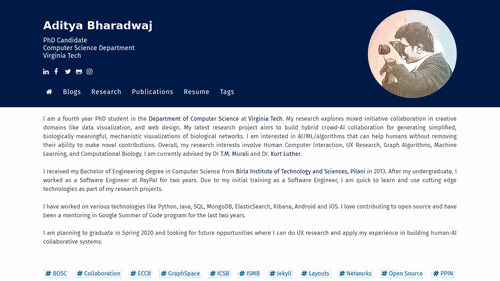 Aditya Bharadwaj
PhD Candidate
Computer Science Department
Virginia Tech
Blogs Research Publications Resume Tags
I am a fourth year PhD student in the Department of Computer Science at Virginia Tech. My research explores mixed-initiative collaboration in creative
domains like data visualization, and web design. My latest research project aims to build hybrid crowd-AI collaboration for generating simplified,
biologically meaningful, mechanistic visualizations of biological networks. I am interested in AI/ML/algorithms that can help humans without removing
their ability to make novel contributions. Overall, my research interests involve Human Computer Interaction, UX Research, Graph Algorithms, Machine
Learning, and Computational Biology. I am currently advised by Dr T.M. Murali and Dr. Kurt Luther.
I received my Bachelor of Engineering degree in Computer Science from Birla Institute of Technology and Sciences, Pilani in 2013. After my undergraduate, I
worked as a Software Engineer at PayPal for two years. Due to my initial training as a Software Engineer, I am quick to learn and use cutting edge
technologies as part of my research projects.
I have worked on various technologies like Python, Java, SQL, MongoDB, ElasticSearch, Kibana, Android and iOS. I love contributing to open source and have
been a mentoring in Google Summer of Code program for the last two years.
I am planning to graduate in Spring 2020 and looking for future opportunities where I can do UX research and apply my experience in building human-AI
collaborative systems.
# BOSC # Collaboration # ECCB # GraphSpace # ICSB # ISMB # Jekyll # Layouts # Networks # Open Source # PPIN